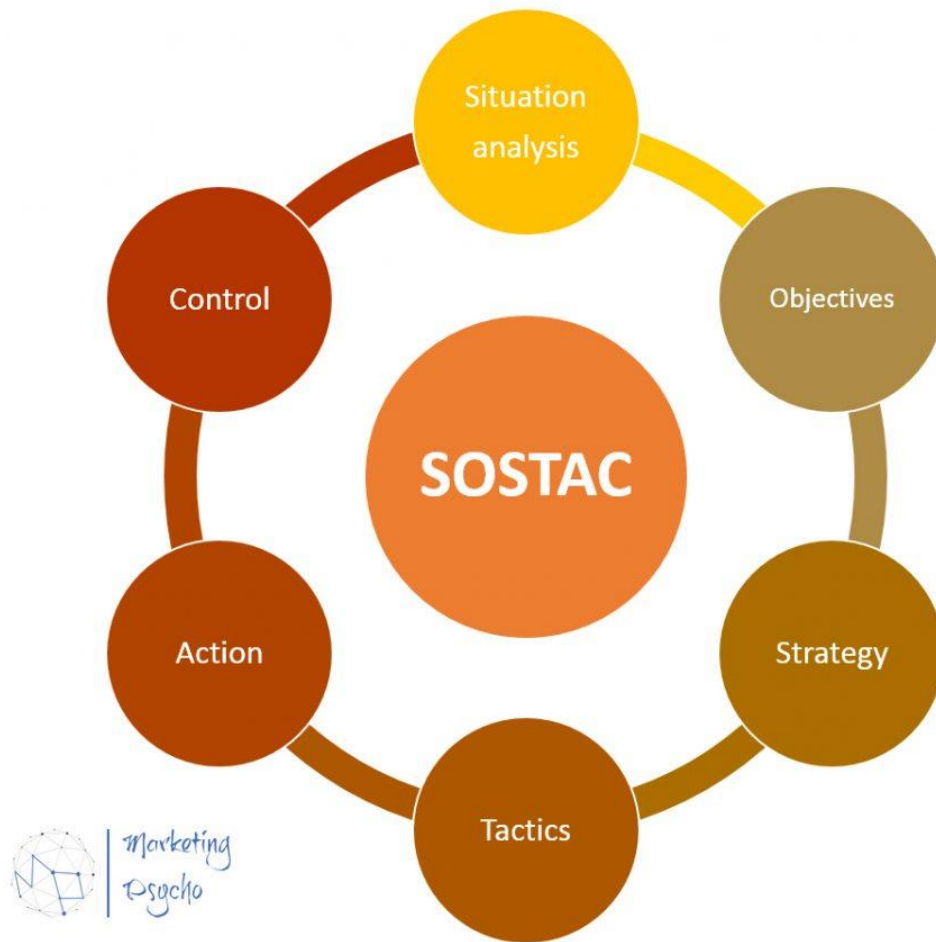 Situation
analysis
Objectives
Strategy
Tactics
Action
Control
SOSTAC
Marketing
Psycho